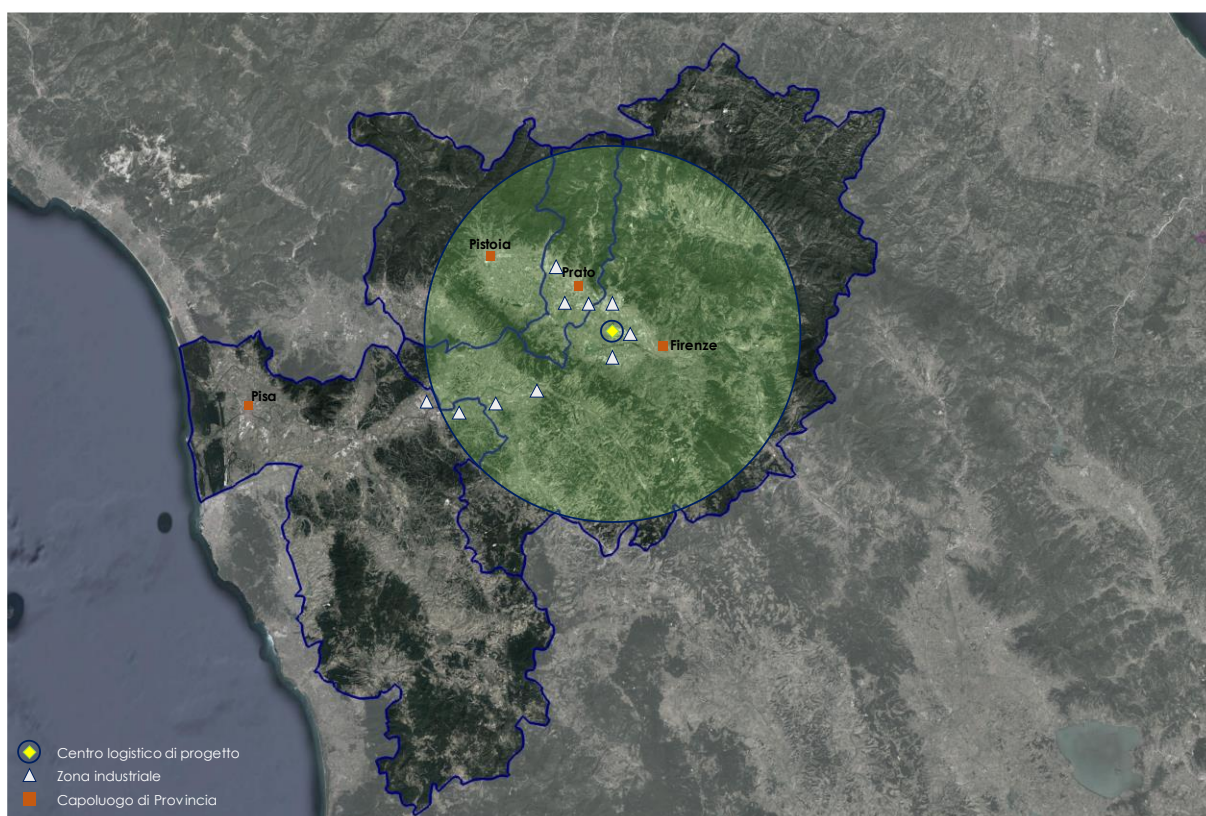 Pistoia
Prato
Firenze
Pisa
Centro logistico di progetto
Zona industriale
Capoluogo di Provincia